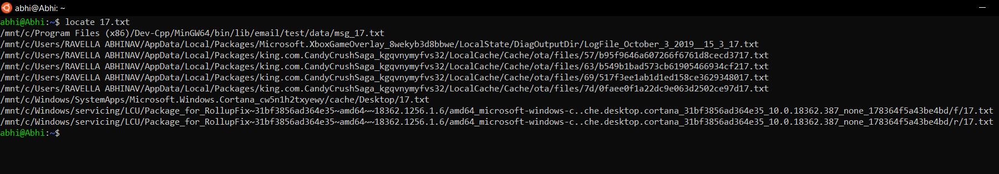 abhi@Abhi: ~
abhi@Abhi:~$ locate 17.txt
/mnt/c/Program Files (x86)/Dev-Cpp/MinGW64/bin/lib/email/test/data/msg_17.txt
/mnt/c/Users/RAVELLA ABHINAV/AppData/Local/Packages/Microsoft.XboxGameOverlay_8wekyb3d8bbwe/LocalState/DiagOutputDir/LogFile_October_3_2019__15_3_17.txt
/mnt/c/Users/RAVELLA ABHINAV/AppData/Local/Packages/king.com.CandyCrushSaga_kgqvnymyfvs32/LocalCache/Cache/ota/files/57/b95f9646a607266f6761d8cecd3717.txt
/mnt/c/Users/RAVELLA ABHINAV/AppData/Local/Packages/king.com.CandyCrushSaga_kgqvnymyfvs32/LocalCache/Cache/ota/files/63/b549b1bad573cb61905466934cf217.txt
/mnt/c/Users/RAVELLA ABHINAV/AppData/Local/Packages/king.com.CandyCrushSaga_kgqvnymyfvs32/LocalCache/Cache/ota/files/69/517f3ee1ab1d1ed158ce3629348017.txt
/mnt/c/Users/RAVELLA ABHINAV/AppData/Local/Packages/king.com.CandyCrushSaga_kgqvnymyfvs32/LocalCache/Cache/ota/files/7d/0faee0f1a22dc9e063d2502ce97d17.txt
/mnt/c/Windows/SystemApps/Microsoft.Windows.Cortana_cw5n1h2txyewy/cache/Desktop/17.txt
/mnt/c/Windows/servicing/LCU/Package_for_RollupFix~31bf3856ad364e35~amd64~~18362.1256.1.6/amd64_microsoft-windows-c..che.desktop.cortana_31bf3856ad364e35_10.0.18362.387_none_178364f5a43be4bd/f/17.txt
/mnt/c/Windows/servicing/LCU/Package_for_RollupFix~31bf3856ad364e35~amd64~~18362.1256.1.6/amd64_microsoft-windows-c..che.desktop.cortana_31bf3856ad364e35_10.0.18362.387_none_178364f5a43be4bd/r/17.txt
abhi@Abhi:~$